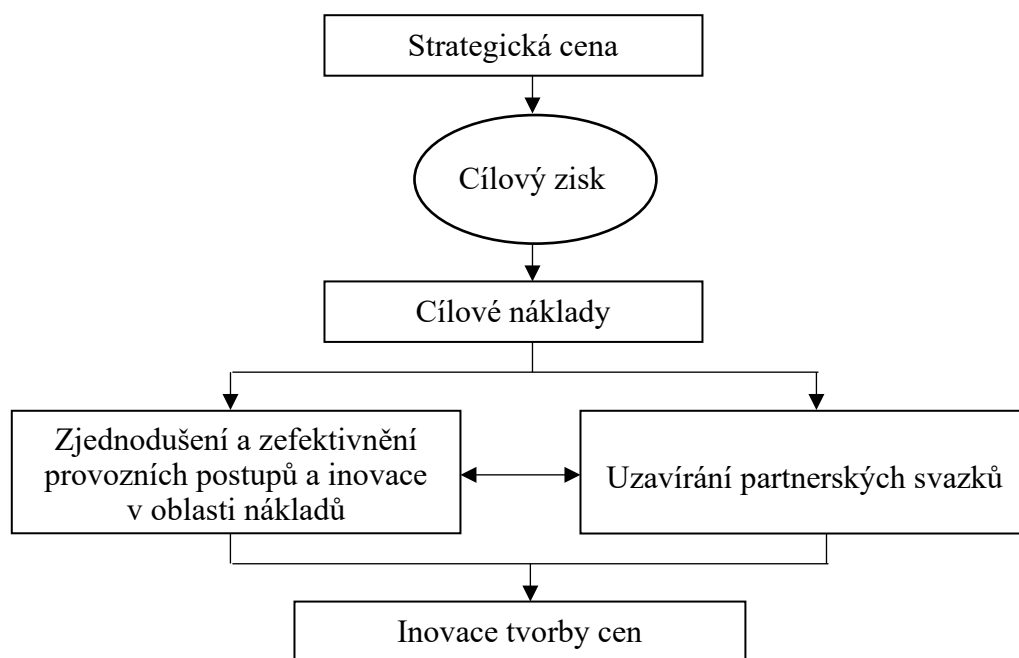 Strategická cena
Cílový zisk
Cílové náklady
Zjednodušení a zefektivnění
provozních postupů a inovace
v oblasti nákladů
Uzavírání partnerských svazků
Inovace tvorby cen